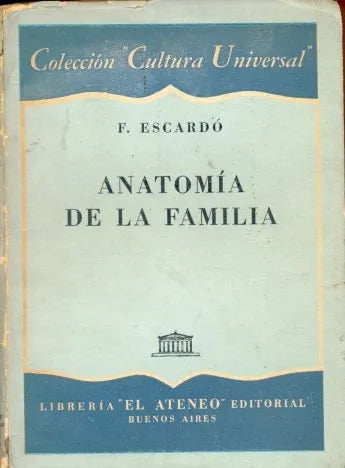 Colección "Cultura Universal"
F. ESCARDÓ
ANATOMÍA
DE LA FAMILIA
LIBRERÍA "EL ATENEO" EDITORIAL
BUENOS AIRES